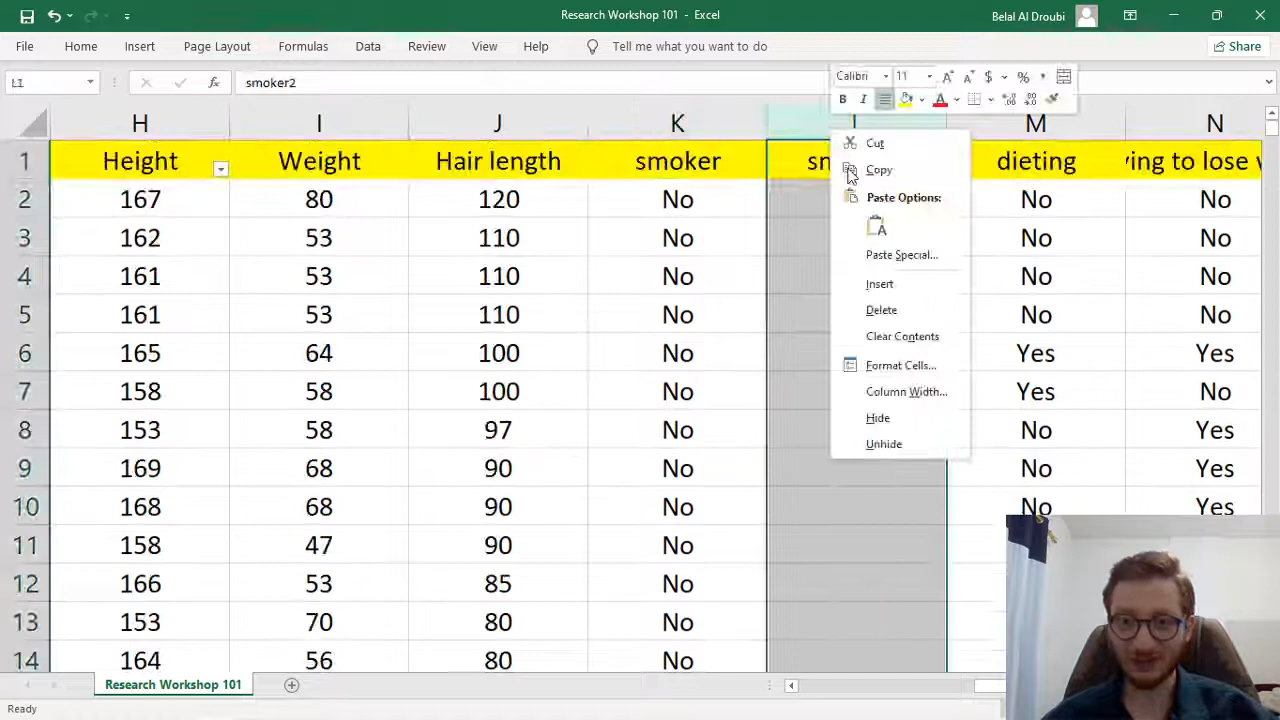 Research Workshop 101 - Excel
Belal Al Droubi
File Home Insert Page Layout Formulas Data Review View Help Tell me what you want to do Share
L1 fx smoker2
Calibri 11 A A $ %
B I A
H I J K M N
1 Height Weight Hair length smoker dieting ying to lose
2 167 80 120 No No No
3 162 53 110 No No No
4 161 53 110 No No No
5 161 53 110 No No No
6 165 64 100 No Yes Yes
7 158 58 100 No Yes No
8 153 58 97 No No Yes
9 169 68 90 No No Yes
10 168 68 90 No No Yes
11 158 47 90 No
12 166 53 85 No
13 153 70 80 No
14 164 56 80 No
Cut
Copy
Paste Options:
Paste Special...
Insert
Delete
Clear Contents
Format Cells...
Column Width...
Hide
Unhide
Research Workshop 101
Ready